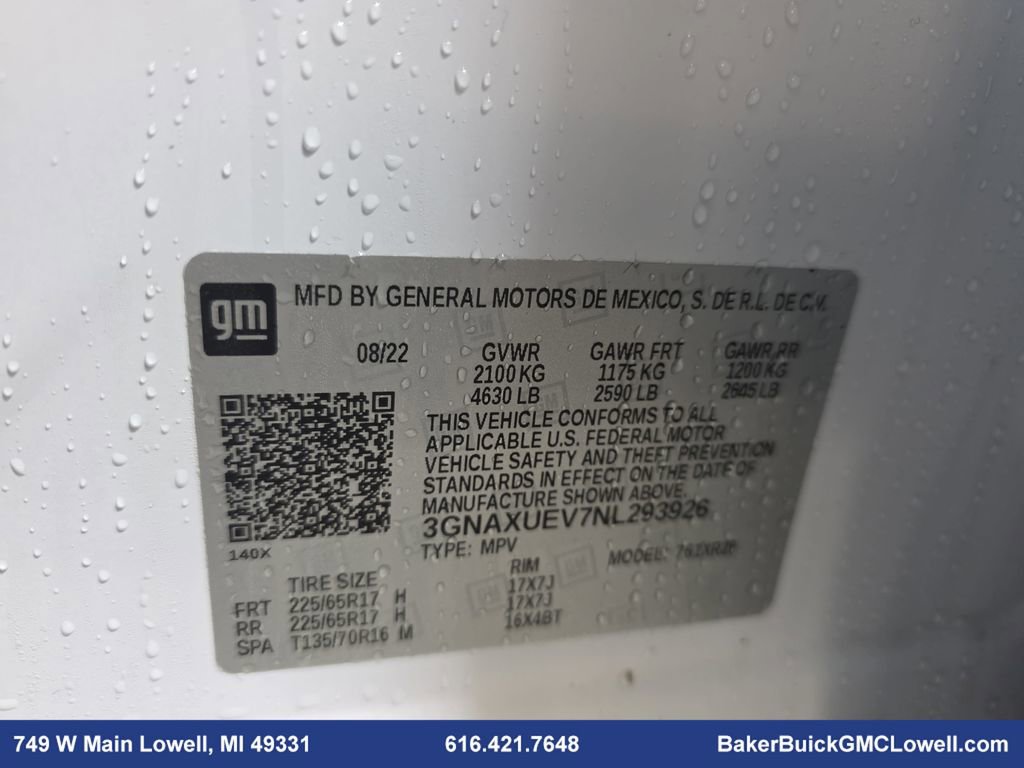 gm
MFD BY GENERAL MOTORS DE MEXICO, S. DE R.L. DE C.V.
08/22 GVWR GAWR FRT GAWR RR
2100 KG 1175 KG 1200 KG
4630 LB 2590 LB 2645 LB
THIS VEHICLE CONFORMS TO ALL
APPLICABLE U.S. FEDERAL MOTOR
VEHICLE SAFETY AND THEFT PREVENTION
STANDARDS IN EFFECT ON THE DATE OF
MANUFACTURE SHOWN ABOVE.
3GNAXUEV7NL293926
140X
TYPE: MPV MODEL:
TIRE SIZE RIM
FRT 225/65R17 H 17X7J
RR 225/65R17 H 17X7J
SPA T135/70R16 M 16X4BT
749 W Main Lowell, MI 49331 616.421.7648 BakerBuickGMCLowell.com